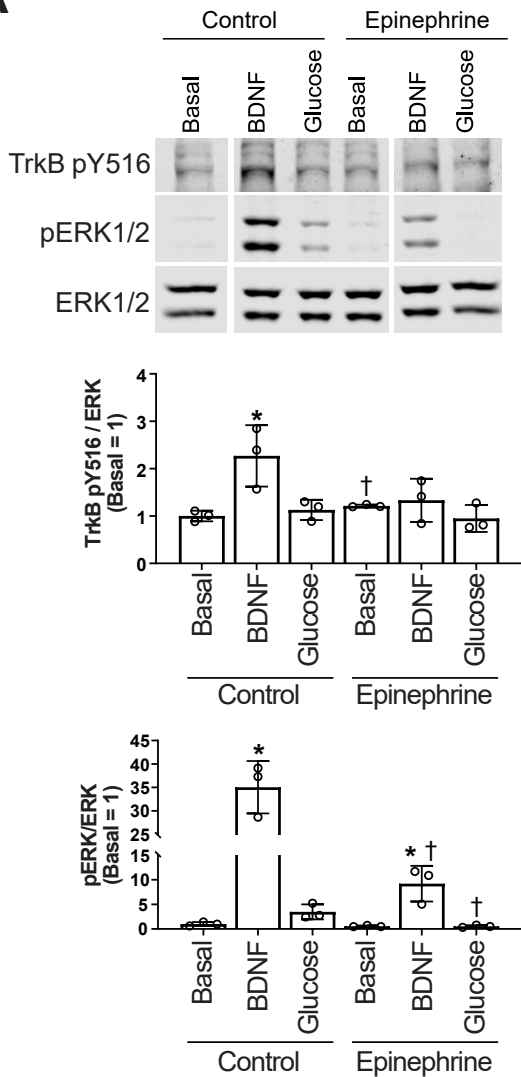 Control Epinephrine
Basal BDNF Glucose Basal BDNF Glucose
TrkB pY516
pERK1/2
ERK1/2
TrkB pY516 / ERK
(Basal = 1)
4
3
2
1
0
*
†
Basal BDNF Glucose Basal BDNF Glucose
Control Epinephrine
pERK/ERK
(Basal = 1)
45
40
35
30
25
15
10
5
0
*
* †
†
Basal BDNF Glucose Basal BDNF Glucose
Control Epinephrine